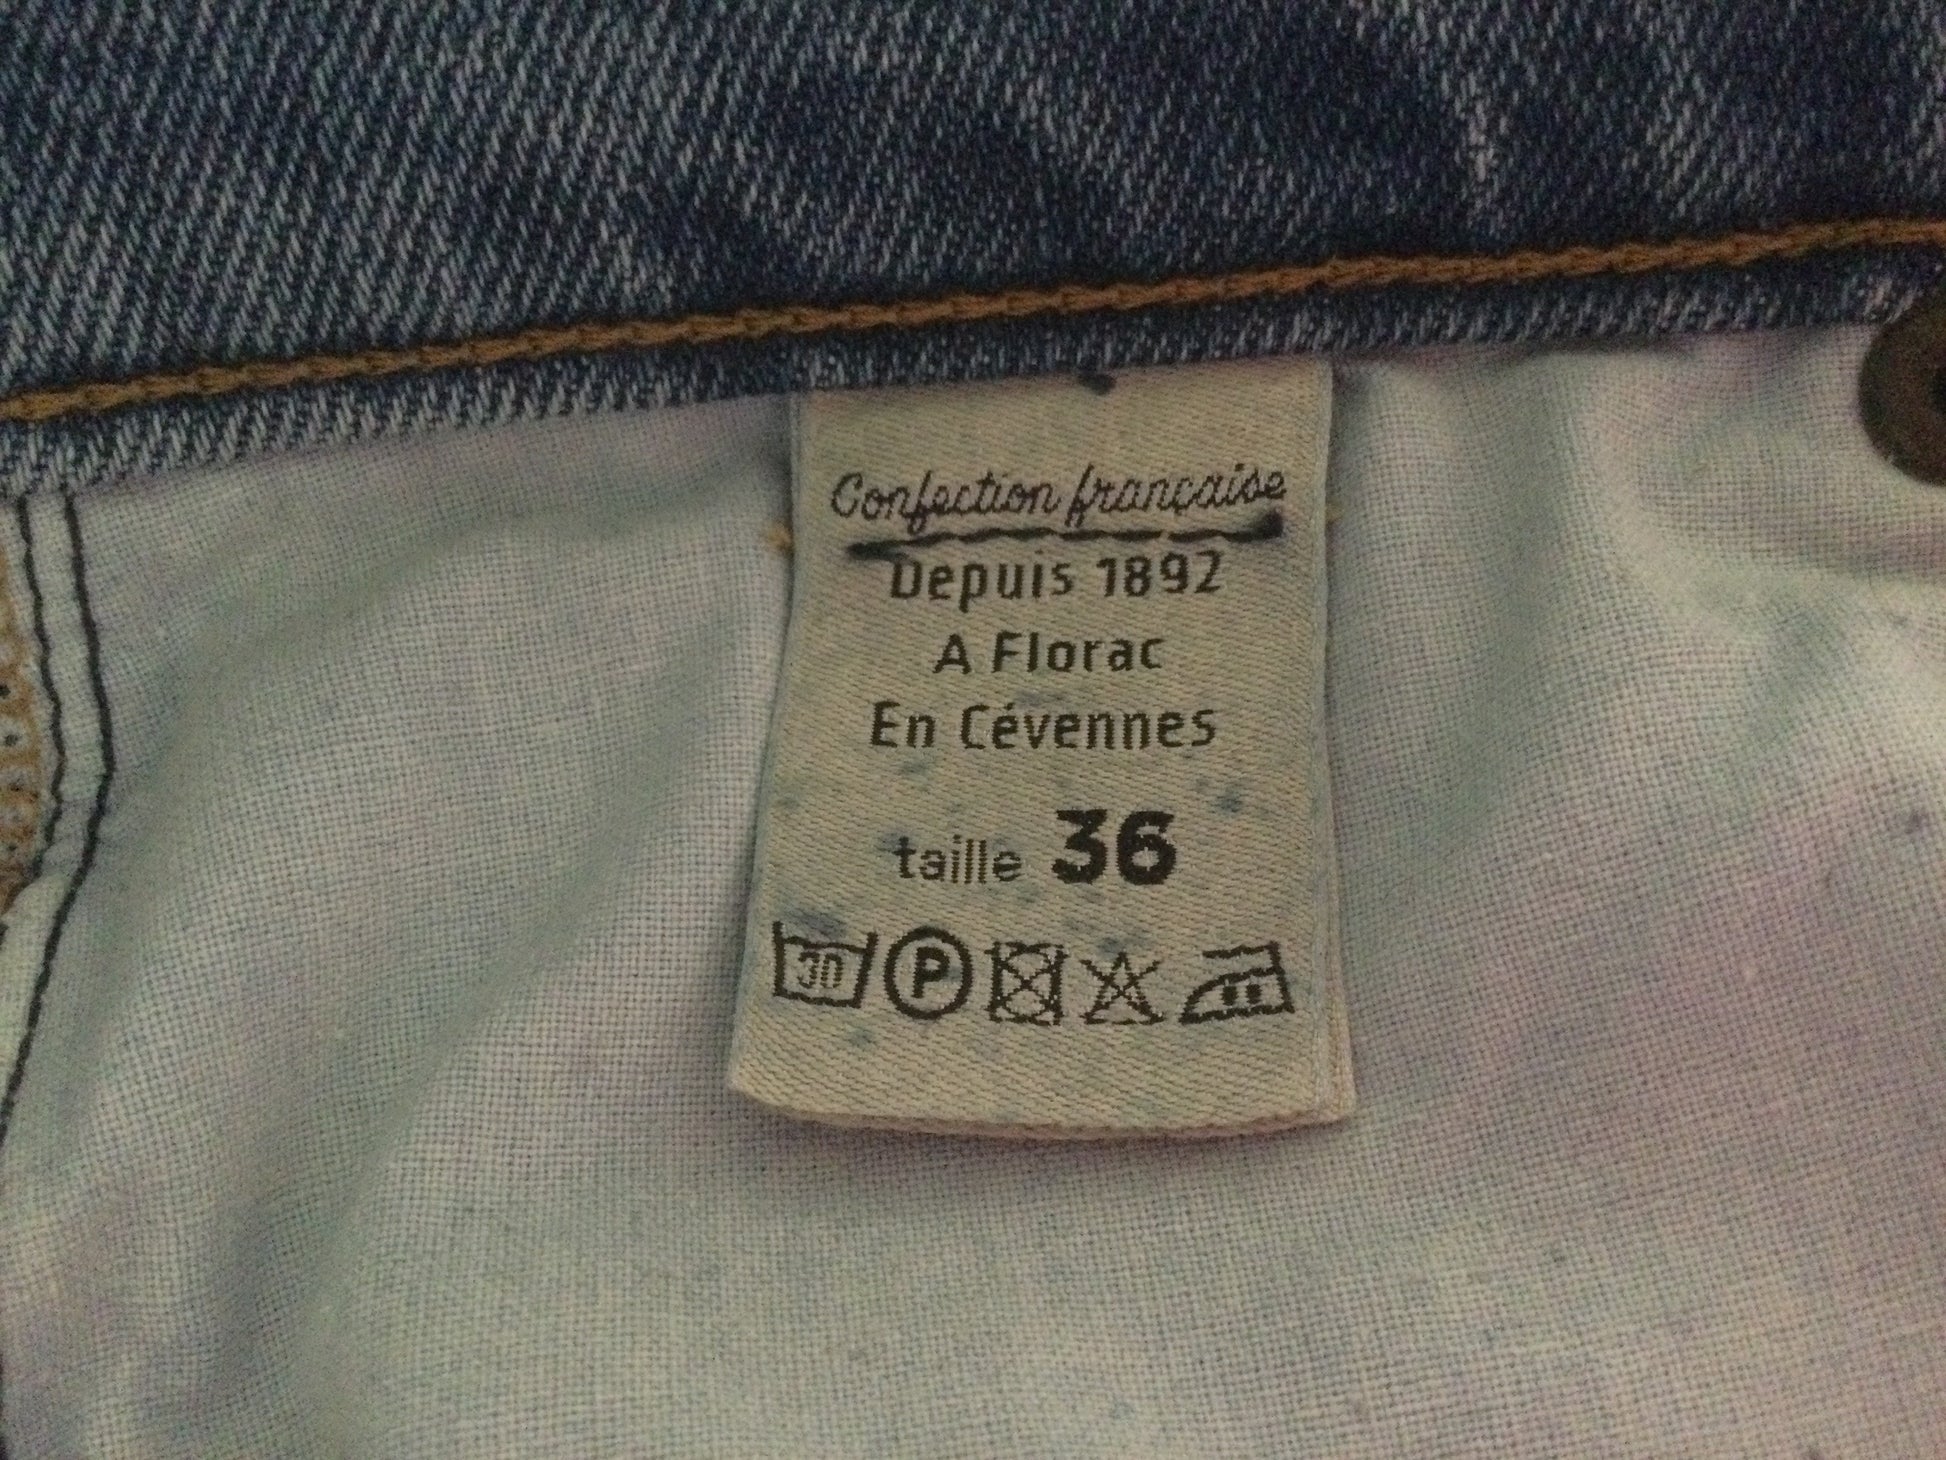 Confection française
Depuis 1892
A Florac
En Cévennes
taille 36
30 P